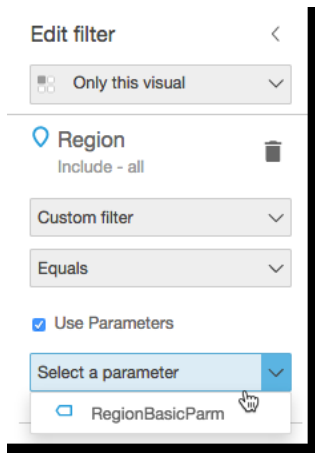 Edit filter
Only this visual
Region
Include - all
Custom filter
Equals
Use Parameters
Select a parameter
RegionBasicParm